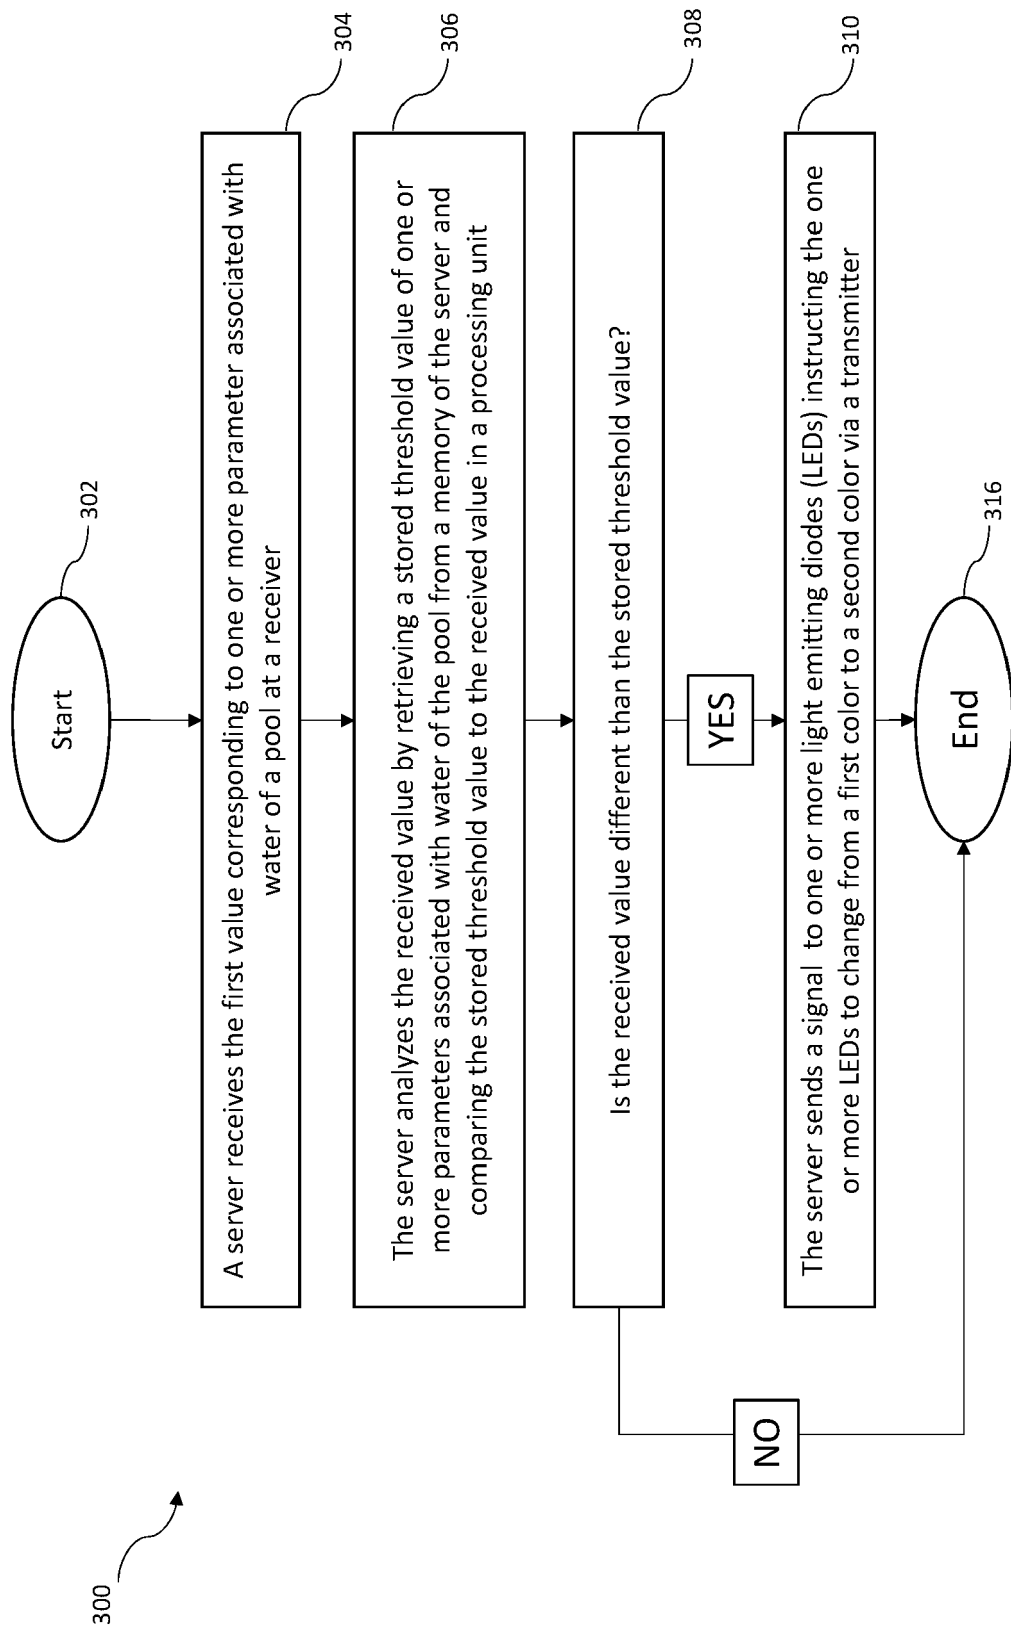 300
Start
302
A server receives the first value corresponding to one or more parameter associated with
water of a pool at a receiver
304
The server analyzes the received value by retrieving a stored threshold value of one or
more parameters associated with water of the pool from a memory of the server and
comparing the stored threshold value to the received value in a processing unit
306
Is the received value different than the stored threshold value?
308
YES
NO
The server sends a signal to one or more light emitting diodes (LEDs) instructing the one
or more LEDs to change from a first color to a second color via a transmitter
310
End
316